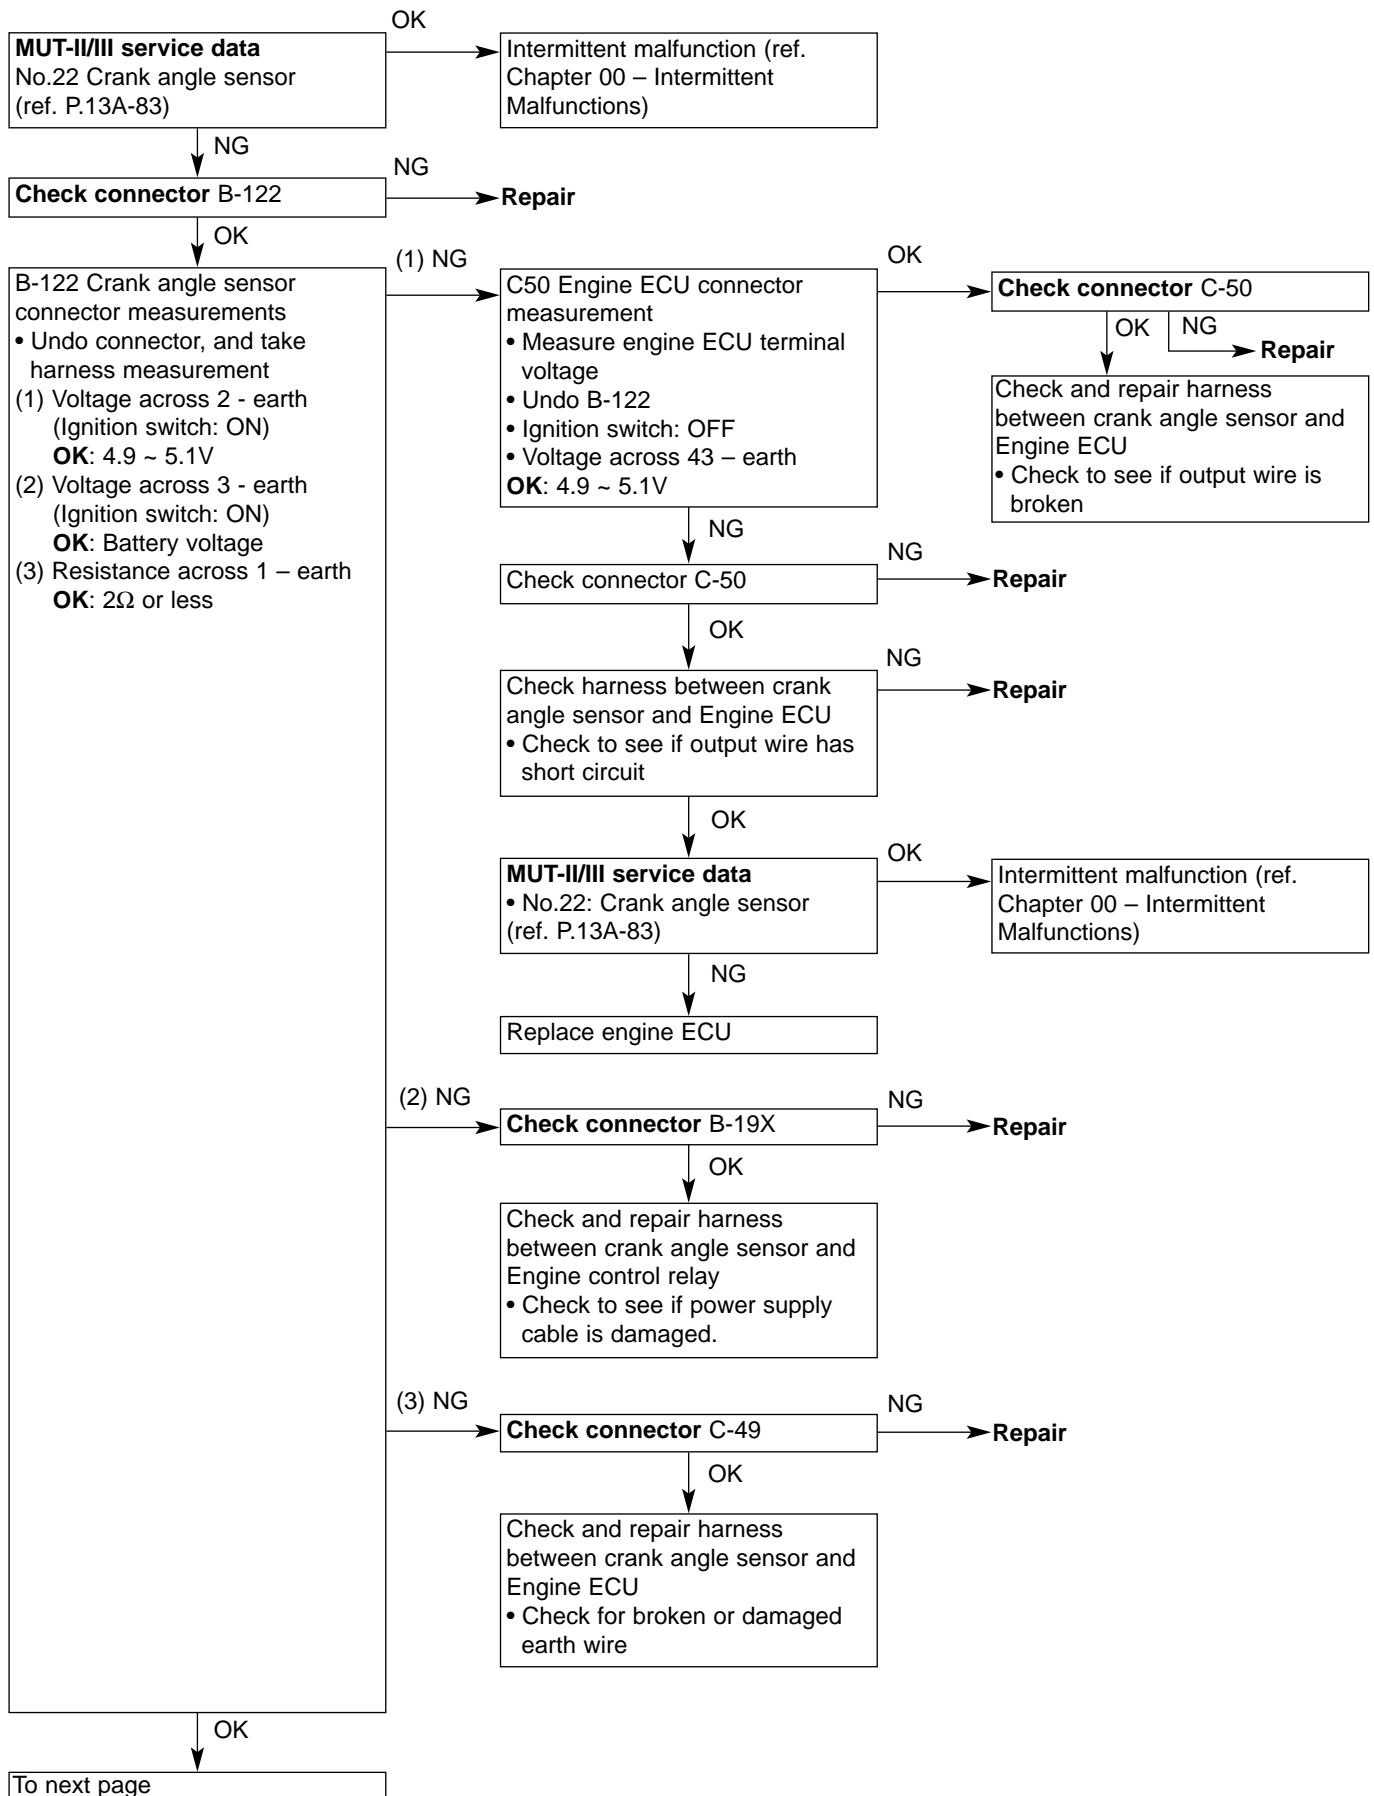 OK
MUT-II/III service data
No.22 Crank angle sensor
(ref. P.13A-83)
Intermittent malfunction (ref.
Chapter 00 – Intermittent
Malfunctions)
NG
Check connector B-122
NG
Repair
OK
B-122 Crank angle sensor
connector measurements
• Undo connector, and take
harness measurement
(1) Voltage across 2 - earth
(Ignition switch: ON)
OK: 4.9 ~ 5.1V
(2) Voltage across 3 - earth
(Ignition switch: ON)
OK: Battery voltage
(3) Resistance across 1 – earth
OK: 2Ω or less
(1) NG
C50 Engine ECU connector
measurement
• Measure engine ECU terminal
voltage
• Undo B-122
• Ignition switch: OFF
• Voltage across 43 – earth
OK: 4.9 ~ 5.1V
OK
Check connector C-50
OK
NG
Repair
Check and repair harness
between crank angle sensor and
Engine ECU
• Check to see if output wire is
broken
NG
Check connector C-50
NG
Repair
OK
Check harness between crank
angle sensor and Engine ECU
• Check to see if output wire has
short circuit
NG
Repair
OK
MUT-II/III service data
• No.22: Crank angle sensor
(ref. P.13A-83)
OK
Intermittent malfunction (ref.
Chapter 00 – Intermittent
Malfunctions)
NG
Replace engine ECU
(2) NG
Check connector B-19X
NG
Repair
OK
Check and repair harness
between crank angle sensor and
Engine control relay
• Check to see if power supply
cable is damaged.
(3) NG
Check connector C-49
NG
Repair
OK
Check and repair harness
between crank angle sensor and
Engine ECU
• Check for broken or damaged
earth wire
OK
To next page